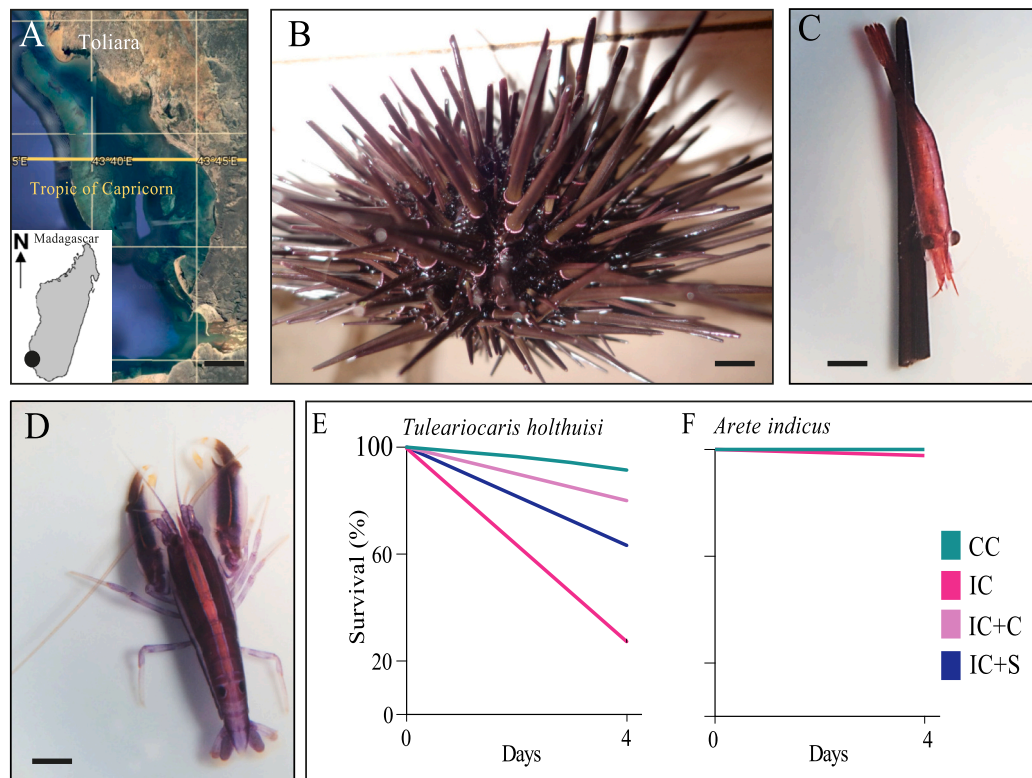 A
Toliara
5'E
43°40'E
43°45'E
Tropic of Capricorn
Madagascar
N
B
C
D
E
Tuleariocaris holthuisi
F
Arete indicus
100
60
20
0
Survival (%)
0
4
Days
0
4
Days
CC
IC
IC+C
IC+S